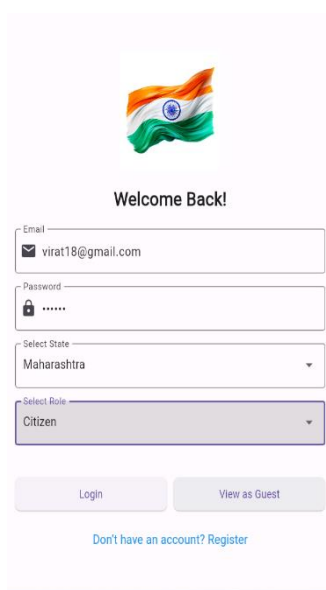 Welcome Back!
Email
virat18@gmail.com
Password
••••••
Select State
Maharashtra
Select Role
Citizen
Login
View as Guest
Don't have an account? Register